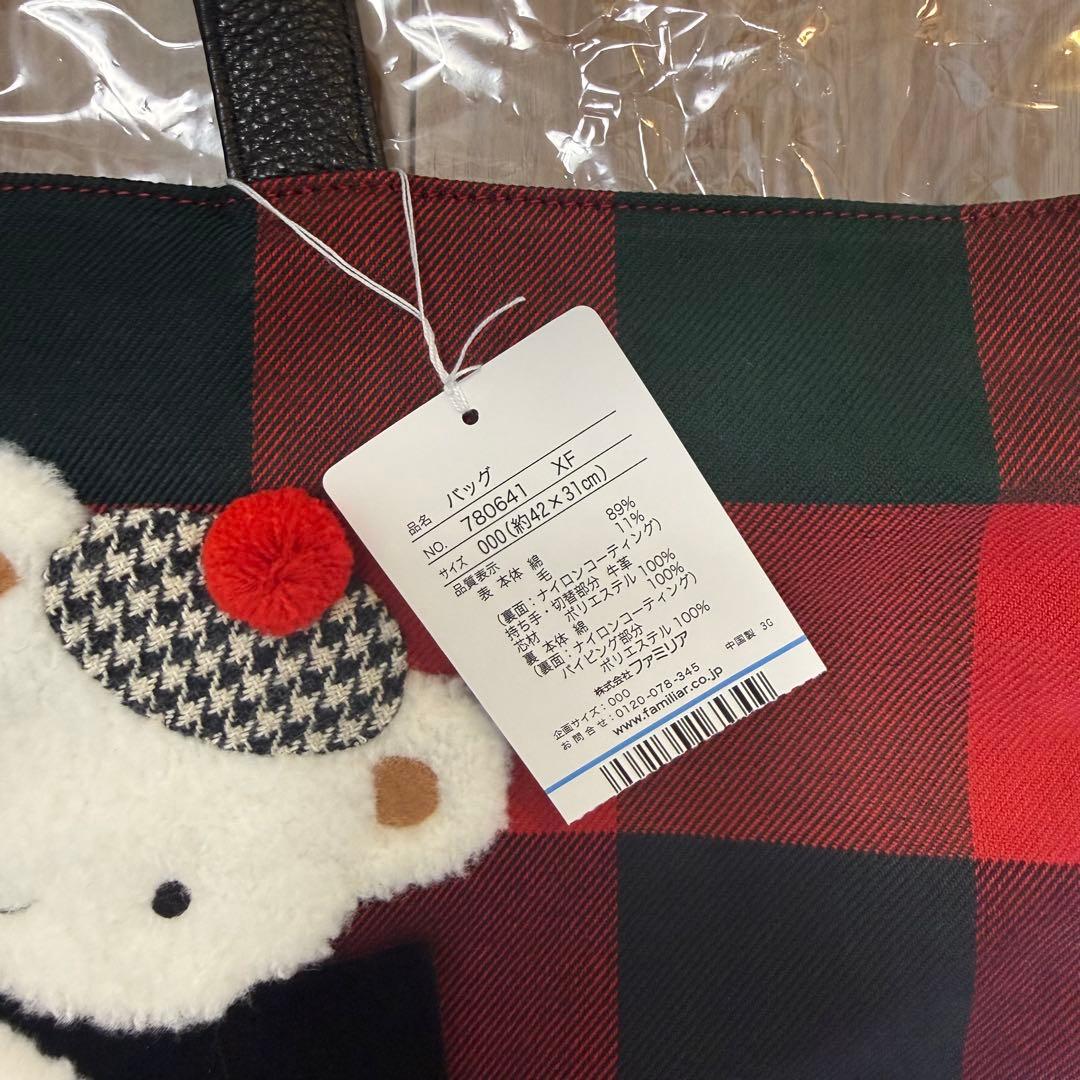 品名 バッグ
NO. 780641 XF
サイズ 000(約42×31cm)
品質表示
表 本体 綿 89%
毛 11%
(裏面:ナイロンコーティング)
持ち手・切替部分 牛革
芯材 ポリエステル 100%
裏 本体 綿 100%
(裏面:ナイロンコーティング)
パイピング部分
ポリエステル 100%
株式会社ファミリア
企画サイズ:000 中国製 3G
お問合せ:0120-078-345
www.familiar.co.jp